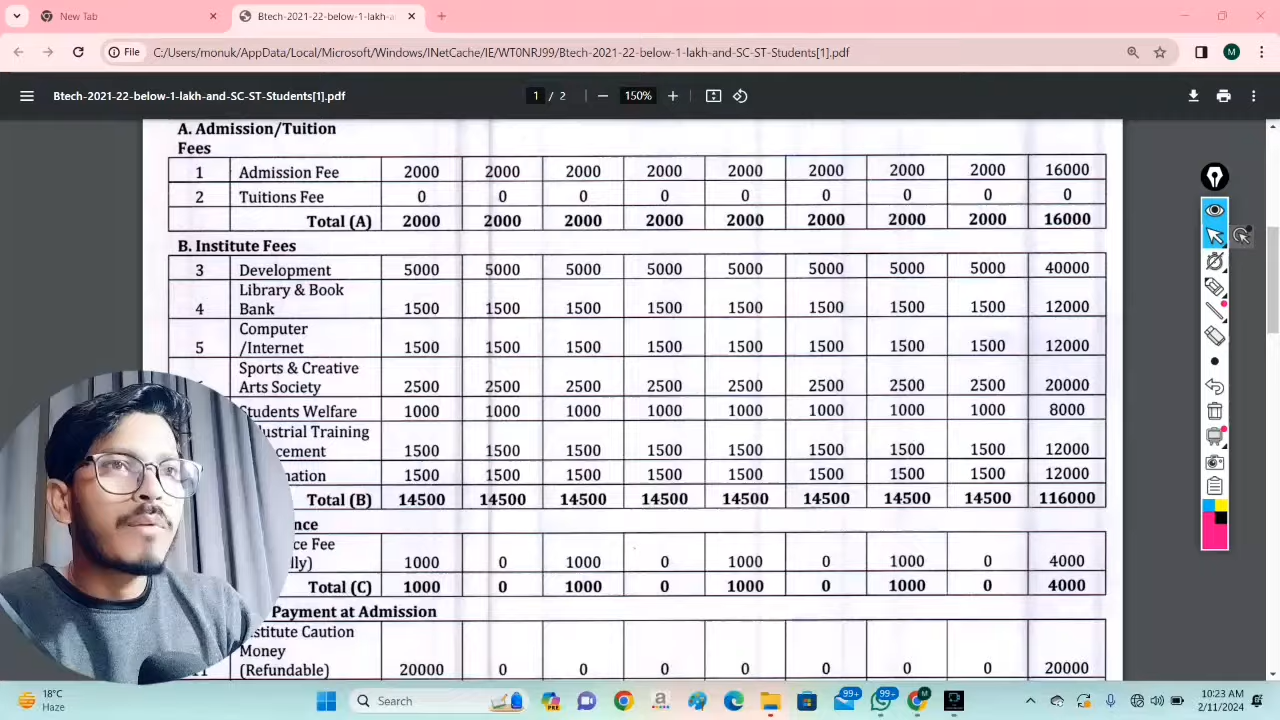 New Tab
Btech-2021-22-below-1-lakh-an
File C:/Users/monuk/AppData/Local/Microsoft/Windows/INetCache/IE/WT0NRJ99/Btech-2021-22-below-1-lakh-and-SC-ST-Students[1].pdf
M
Btech-2021-22-below-1-lakh-and-SC-ST-Students[1].pdf 1 / 2 150%
A. Admission/Tuition
Fees
1 Admission Fee 2000 2000 2000 2000 2000 2000 2000 2000 16000
2 Tuitions Fee 0 0 0 0 0 0 0 0 0
Total (A) 2000 2000 2000 2000 2000 2000 2000 2000 16000
B. Institute Fees
3 Development 5000 5000 5000 5000 5000 5000 5000 5000 40000
Library & Book
4 Bank 1500 1500 1500 1500 1500 1500 1500 1500 12000
Computer
5 /Internet 1500 1500 1500 1500 1500 1500 1500 1500 12000
Sports & Creative
Arts Society 2500 2500 2500 2500 2500 2500 2500 2500 20000
Students Welfare 1000 1000 1000 1000 1000 1000 1000 1000 8000
Training
1500 1500 1500 1500 1500 1500 1500 1500 12000
1500 1500 1500 1500 1500 1500 1500 1500 12000
Total (B) 14500 14500 14500 14500 14500 14500 14500 14500 116000
Fee
1000 0 1000 0 1000 0 1000 0 4000
Total (C) 1000 0 1000 0 1000 0 1000 0 4000
Payment at Admission
Caution
Money
(Refundable) 20000 0 0 0 0 0 0 0 20000
18°C
Haze
Search
99+
99+
M
10:23 AM
2/11/2024